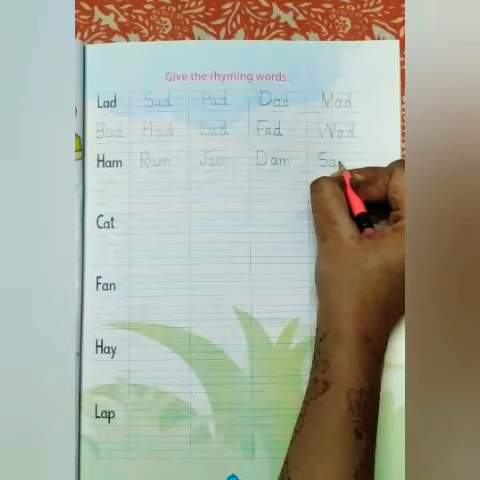 Give the rhyming words .
Lad Sad Pad Dad Mad
Bad Had Cad Fad Wad
Ham Ram Jam Dam Sa
Cat
Fan
Hay
Lap